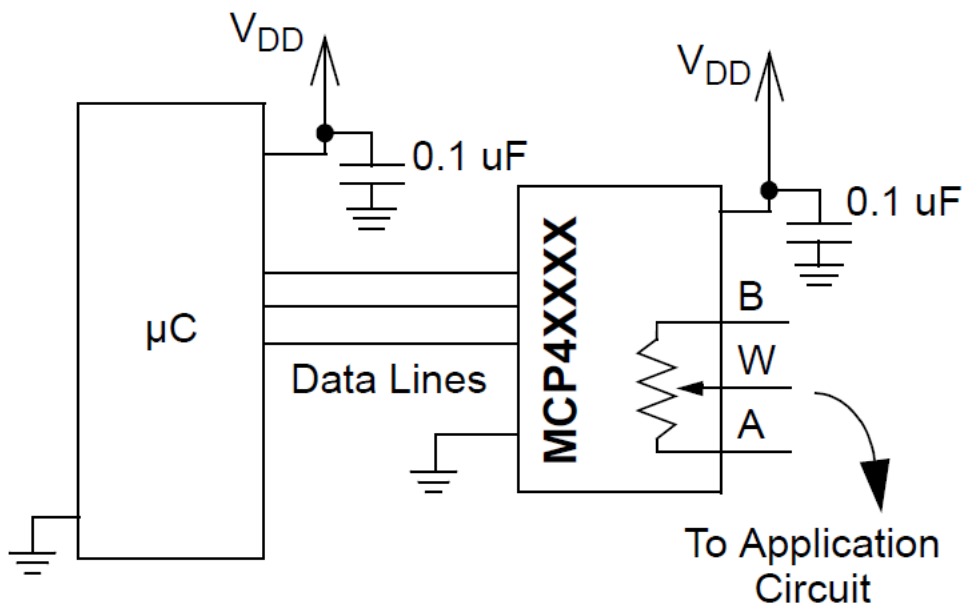 VDD
0.1 uF
VDD
0.1 uF
µC
Data Lines
MCP4XXXX
B
W
A
To Application
Circuit